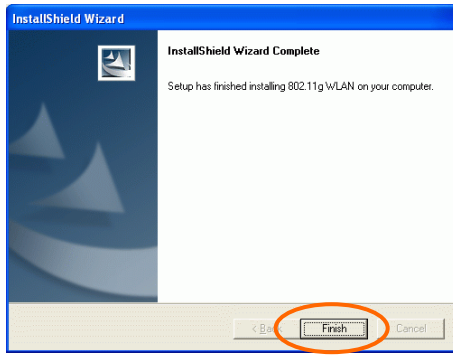 InstallShield Wizard
InstallShield Wizard Complete
Setup has finished installing 802.11g WLAN on your computer.
< Back Finish Cancel